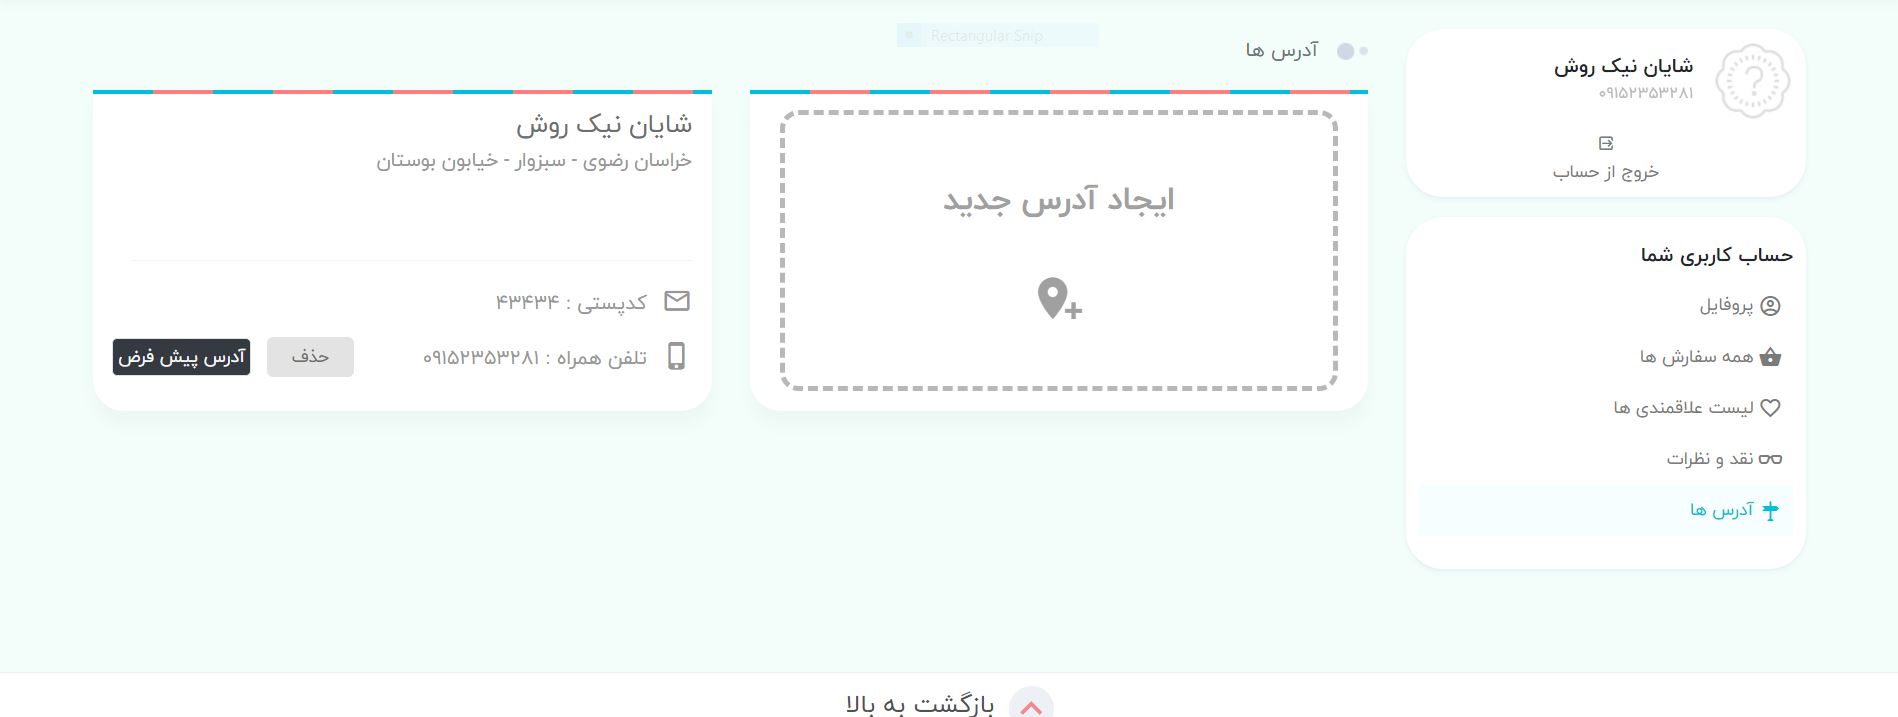 شایان نیک روش
۰۹۱۵۲۳۵۳۲۸۱
خروج از حساب
حساب کاربری شما
پروفایل
همه سفارش ها
لیست علاقمندی ها
نقد و نظرات
آدرس ها
Rectangular Snip
آدرس ها
ایجاد آدرس جدید
شایان نیک روش
خراسان رضوی - سبزوار - خیابون بوستان
کدپستی : ۴۳۴۳۴
تلفن همراه : ۰۹۱۵۲۳۵۳۲۸۱
حذف
آدرس پیش فرض
بازگشت به بالا